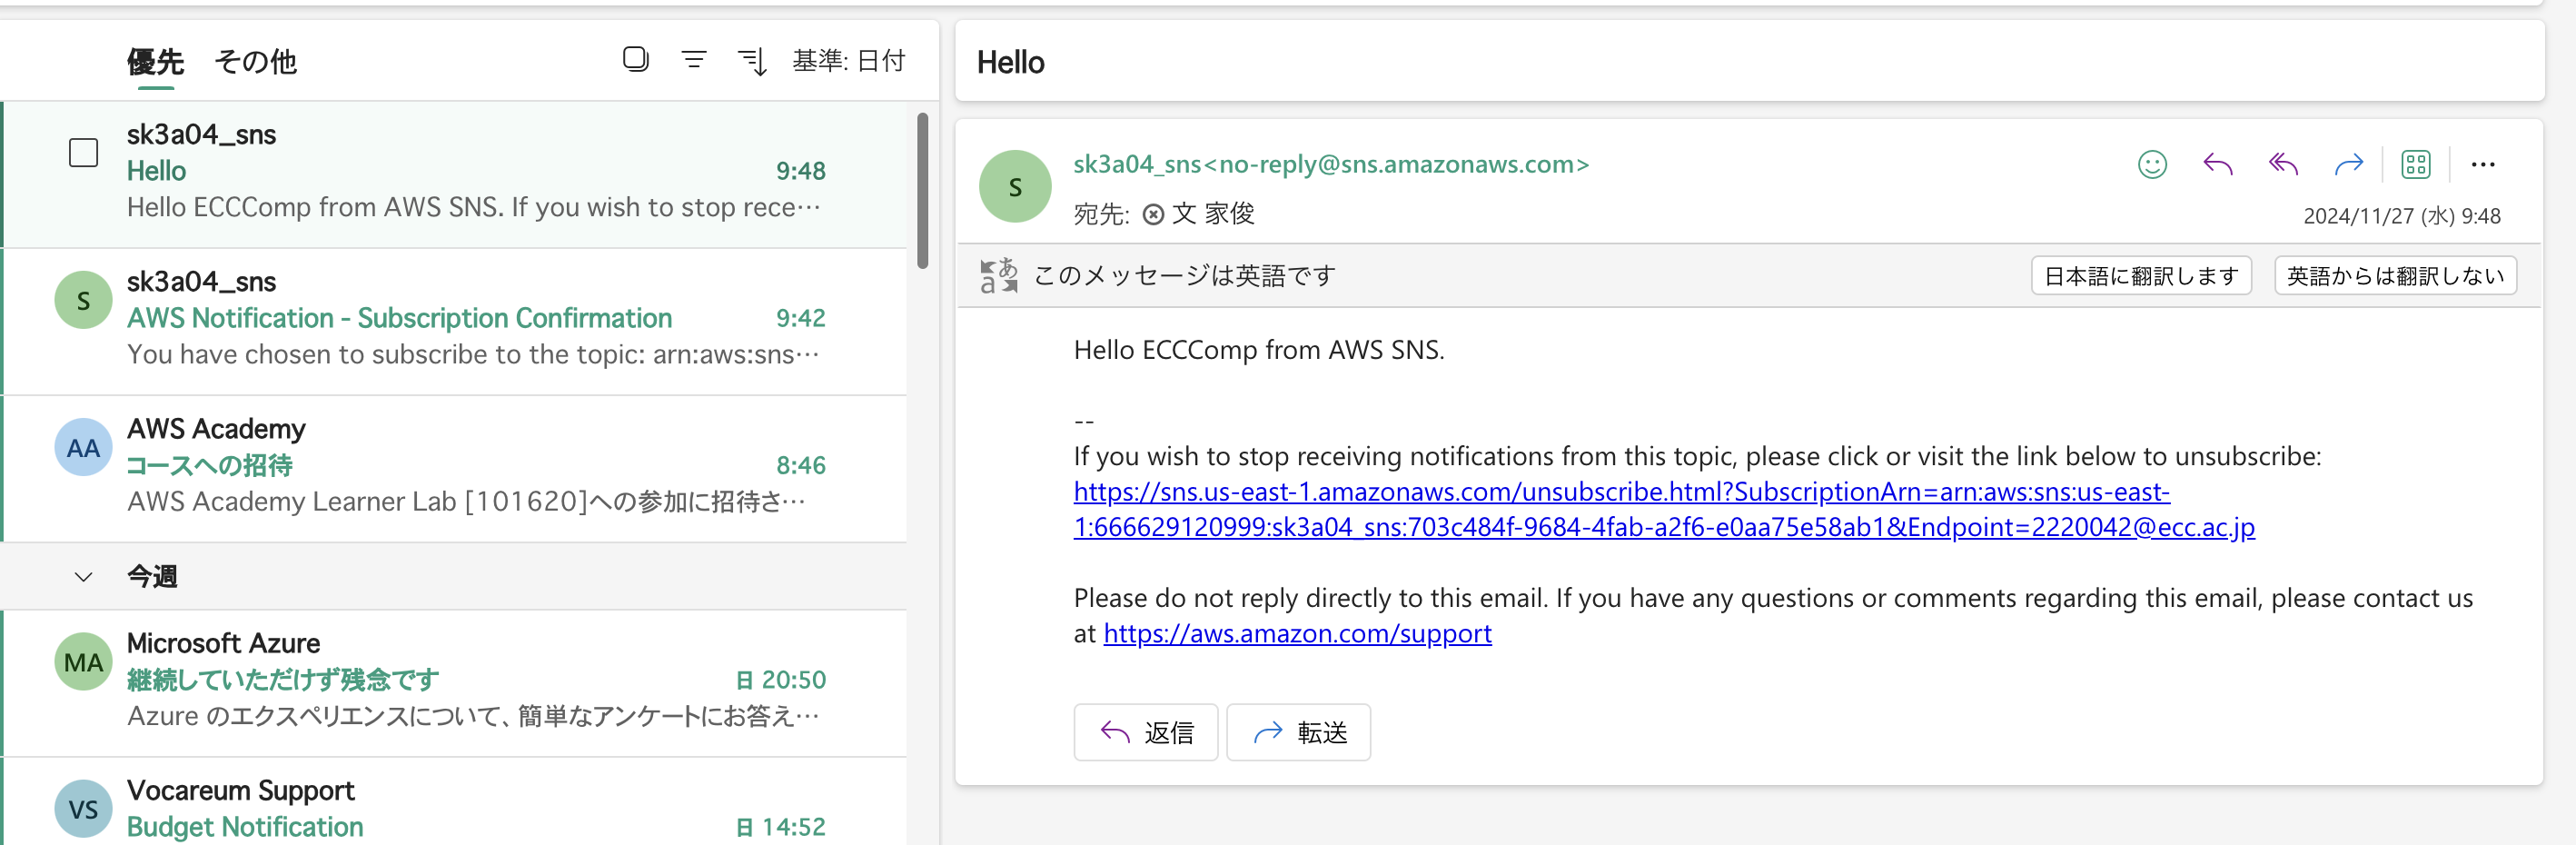 優先 その他 基準: 日付
sk3a04_sns
Hello 9:48
Hello ECCComp from AWS SNS. If you wish to stop rece…
S
sk3a04_sns
AWS Notification - Subscription Confirmation 9:42
You have chosen to subscribe to the topic: arn:aws:sns…
AA
AWS Academy
コースへの招待 8:46
AWS Academy Learner Lab [101620]への参加に招待さ…
今週
MA
Microsoft Azure
継続していただけず残念です 日 20:50
Azure のエクスペリエンスについて、簡単なアンケートにお答え…
VS
Vocareum Support
Budget Notification 日 14:52
Hello
S
sk3a04_sns<no-reply@sns.amazonaws.com>
宛先: 文 家俊
2024/11/27 (水) 9:48
あa このメッセージは英語です 日本語に翻訳します 英語からは翻訳しない
Hello ECCComp from AWS SNS.
--
If you wish to stop receiving notifications from this topic, please click or visit the link below to unsubscribe:
https://sns.us-east-1.amazonaws.com/unsubscribe.html?SubscriptionArn=arn:aws:sns:us-east-
1:666629120999:sk3a04_sns:703c484f-9684-4fab-a2f6-e0aa75e58ab1&Endpoint=2220042@ecc.ac.jp
Please do not reply directly to this email. If you have any questions or comments regarding this email, please contact us
at https://aws.amazon.com/support
返信 転送